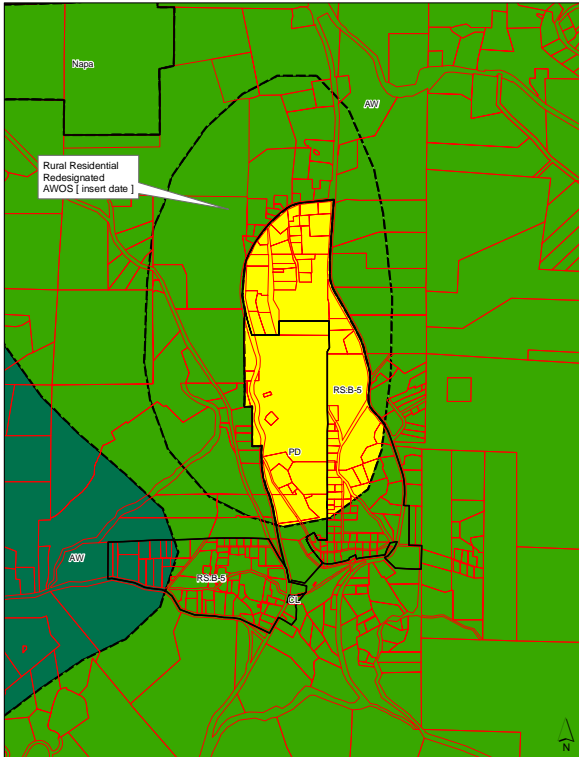 Napa
AW
Rural Residential
Redesignated
AWOS [ insert date ]
RS:B-5
PD
AW
RS:B-5
CL
N